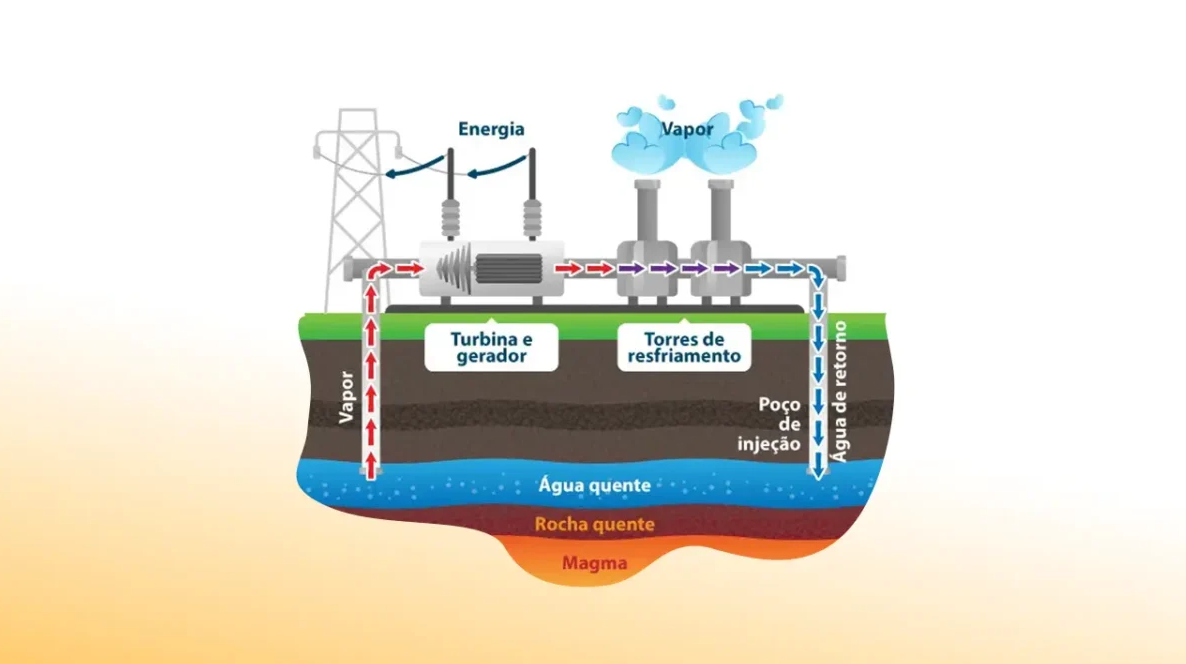 Energia
Vapor
Turbina e
gerador
Torres de
resfriamento
Vapor
Poço
de
injeção
Água de retorno
Água quente
Rocha quente
Magma